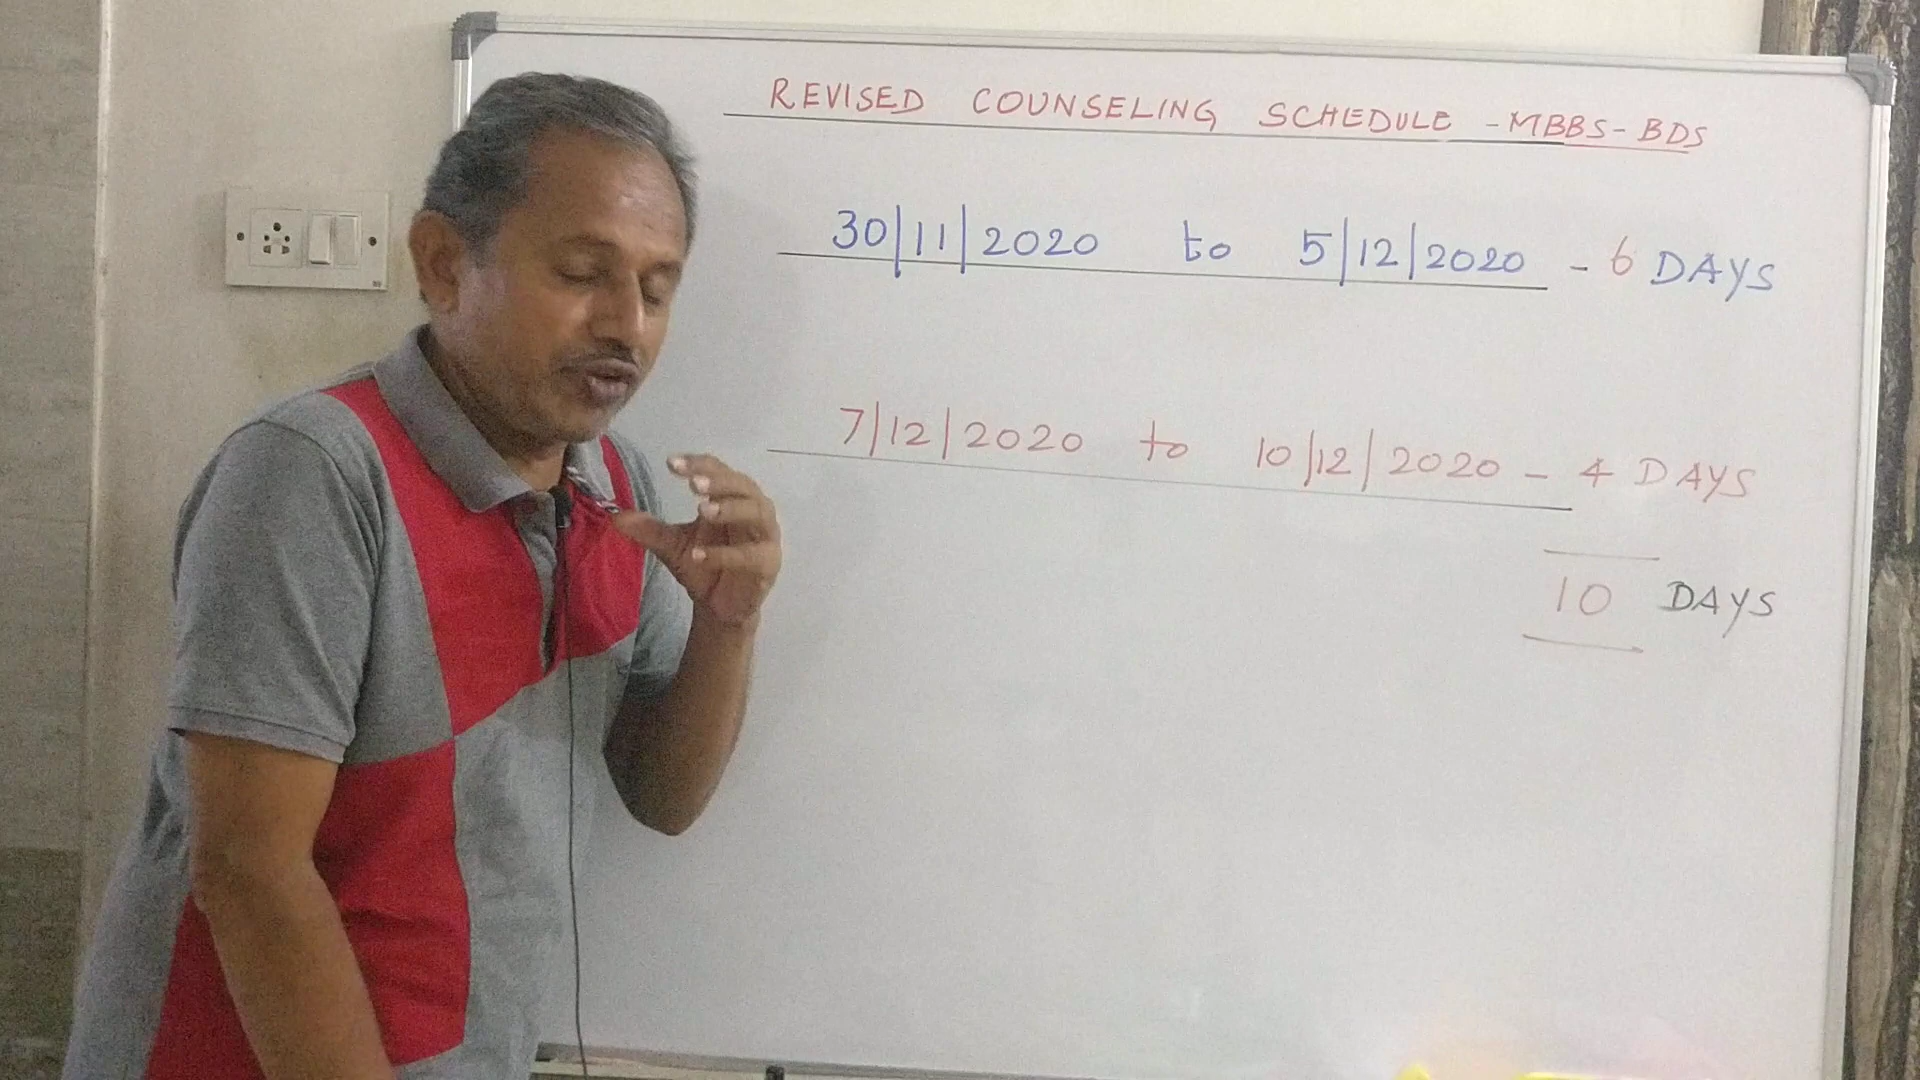 REVISED COUNSELING SCHEDULE - MBBS - BDS
30/11/2020 to 5/12/2020 - 6 DAYS
7/12/2020 to 10/12/2020 - 4 DAYS
10 DAYS